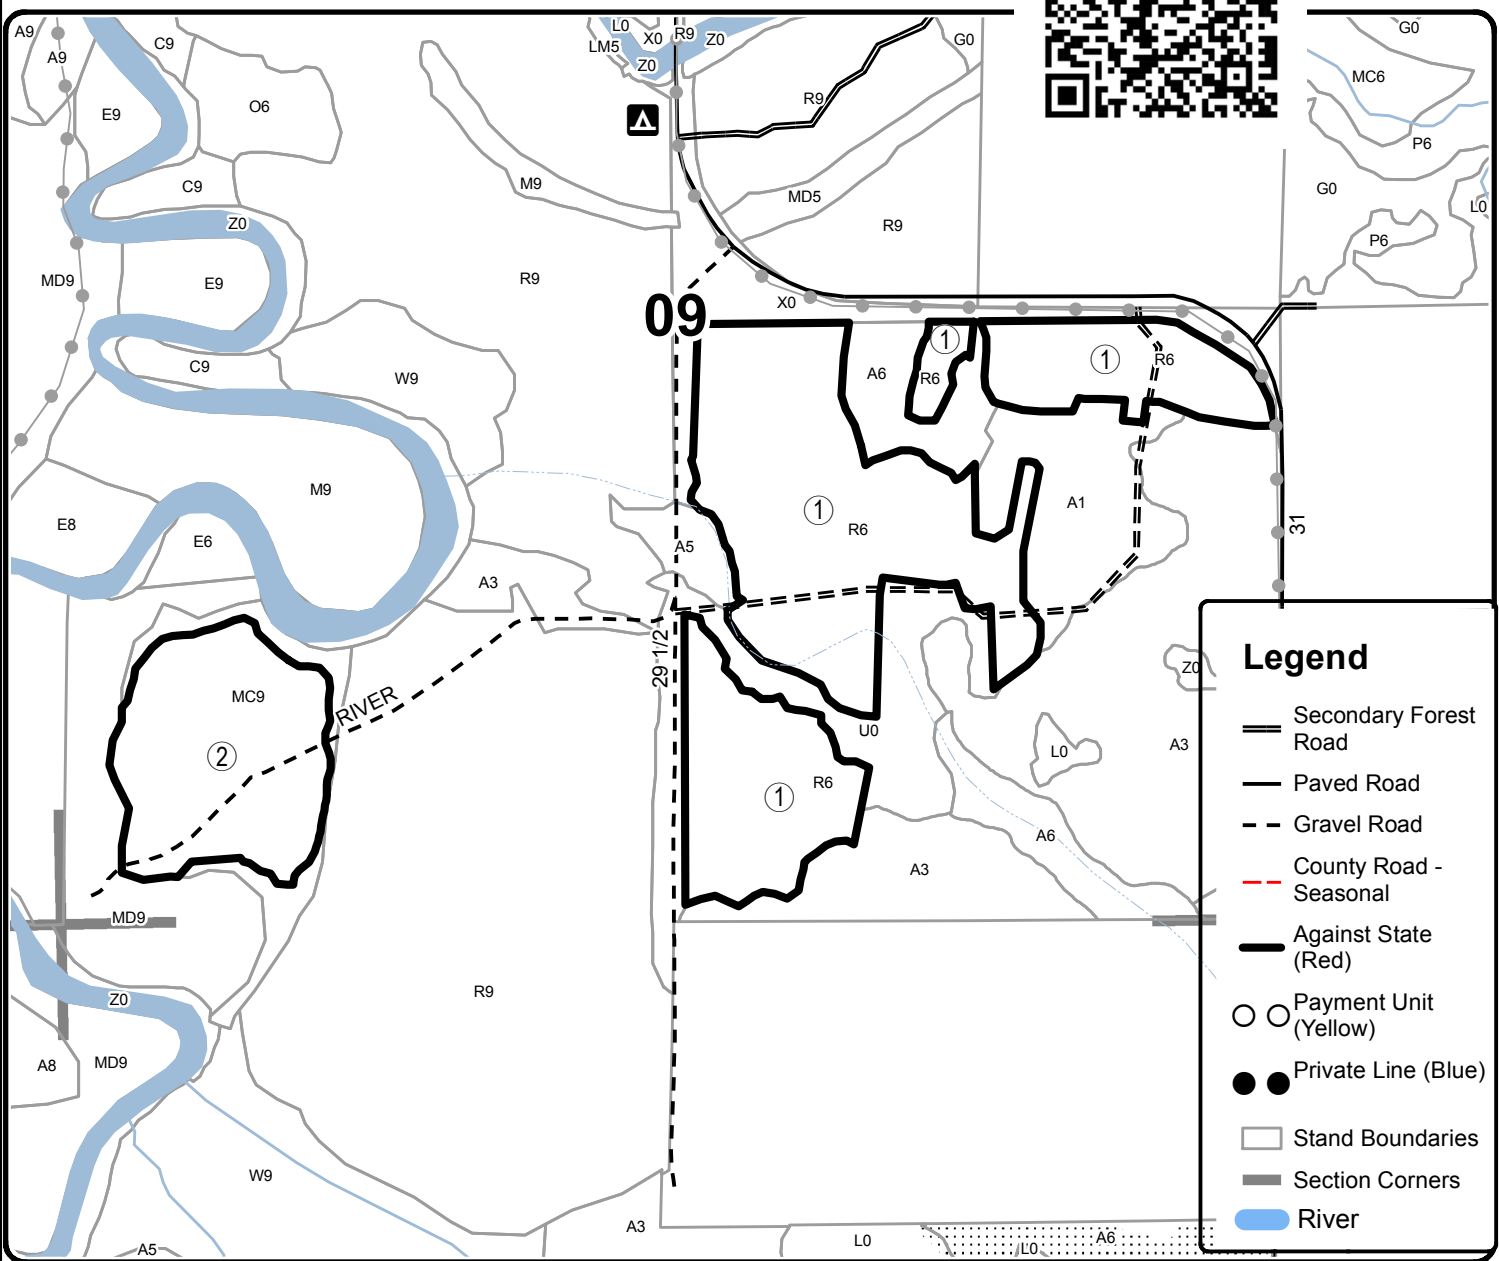 A9
C9
L0
X0
R9
Z0
G0
G0
LM5
A9
Z0
MC6
E9
O6
R9
P6
C9
M9
MD5
G0
L0
Z0
R9
P6
MD9
E9
R9
X0
09
1
1
R6
C9
W9
A6
R6
M9
1
R6
A1
31
E8
E6
A5
A3
29 1/2
Z0
MC9
RIVER
U0
L0
A3
2
1
R6
A6
A3
MD9
Z0
R9
A8
MD9
W9
A5
A3
L0
L0
A6
Legend
Secondary Forest
Road
Paved Road
Gravel Road
County Road -
Seasonal
Against State
(Red)
Payment Unit
(Yellow)
Private Line (Blue)
Stand Boundaries
Section Corners
River